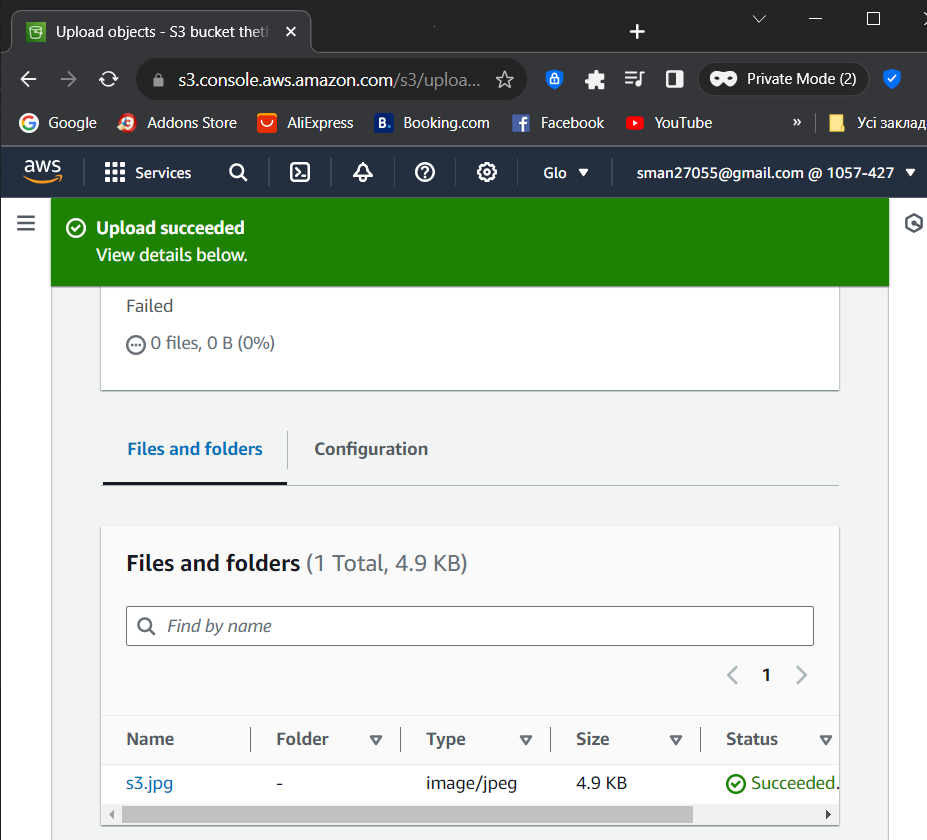 Upload objects - S3 bucket theth
s3.console.aws.amazon.com/s3/uploa...
Private Mode (2)
Google
Addons Store
AliExpress
B. Booking.com
Facebook
YouTube
»
Усі заклад
aws
Services
Glo
sman27055@gmail.com @ 1057-427
Upload succeeded
View details below.
Failed
0 files, 0 B (0%)
Files and folders
Configuration
Files and folders (1 Total, 4.9 KB)
Find by name
1
Name Folder Type Size Status
s3.jpg - image/jpeg 4.9 KB Succeeded.